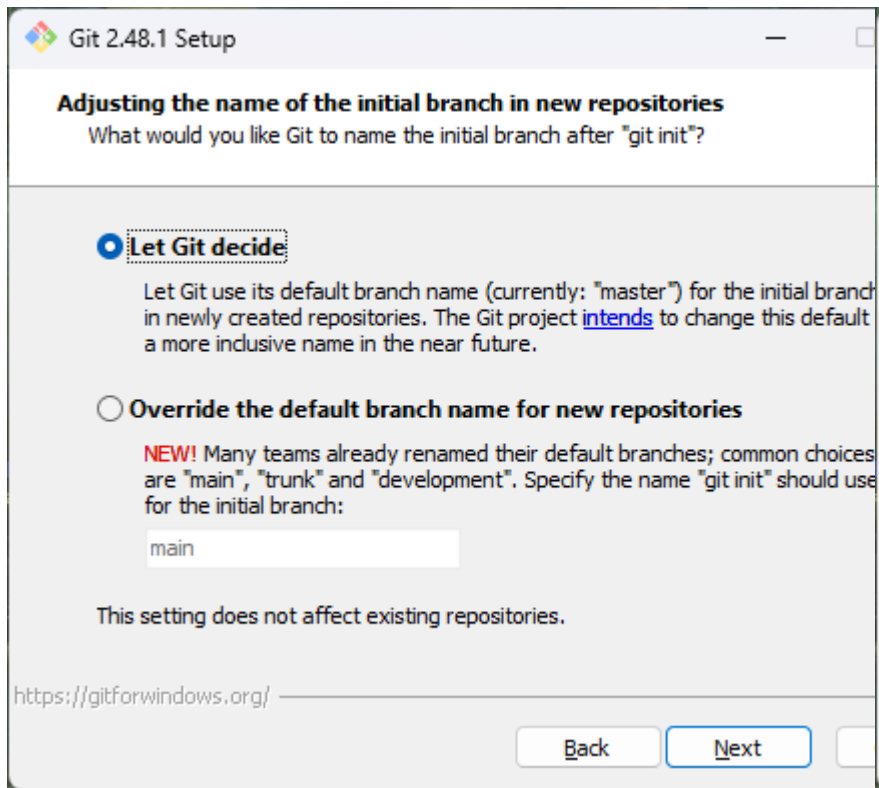 Git 2.48.1 Setup
Adjusting the name of the initial branch in new repositories
What would you like Git to name the initial branch after "git init"?
Let Git decide
Let Git use its default branch name (currently: "master") for the initial branch
in newly created repositories. The Git project intends to change this default
a more inclusive name in the near future.
Override the default branch name for new repositories
NEW! Many teams already renamed their default branches; common choices
are "main", "trunk" and "development". Specify the name "git init" should use
for the initial branch:
main
This setting does not affect existing repositories.
https://gitforwindows.org/
Back
Next